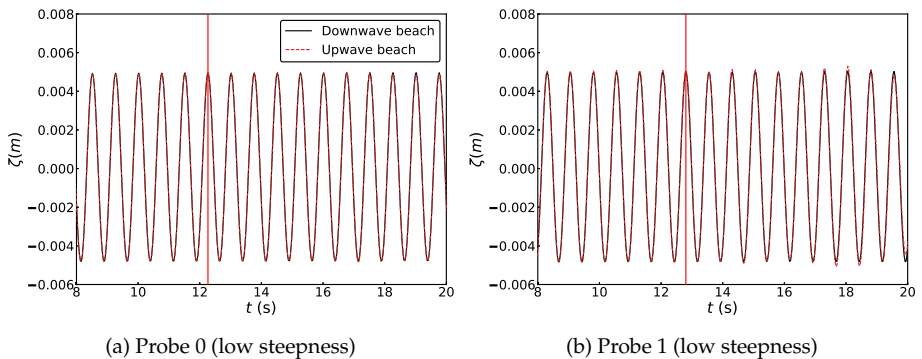 0.008
0.006
0.004
0.002
0.000
−0.002
−0.004
−0.006
ζ(m)
8 10 12 14 16 18 20
t (s)
Downwave beach
Upwave beach
(a) Probe 0 (low steepness)
0.008
0.006
0.004
0.002
0.000
−0.002
−0.004
−0.006
ζ(m)
8 10 12 14 16 18 20
t (s)
(b) Probe 1 (low steepness)